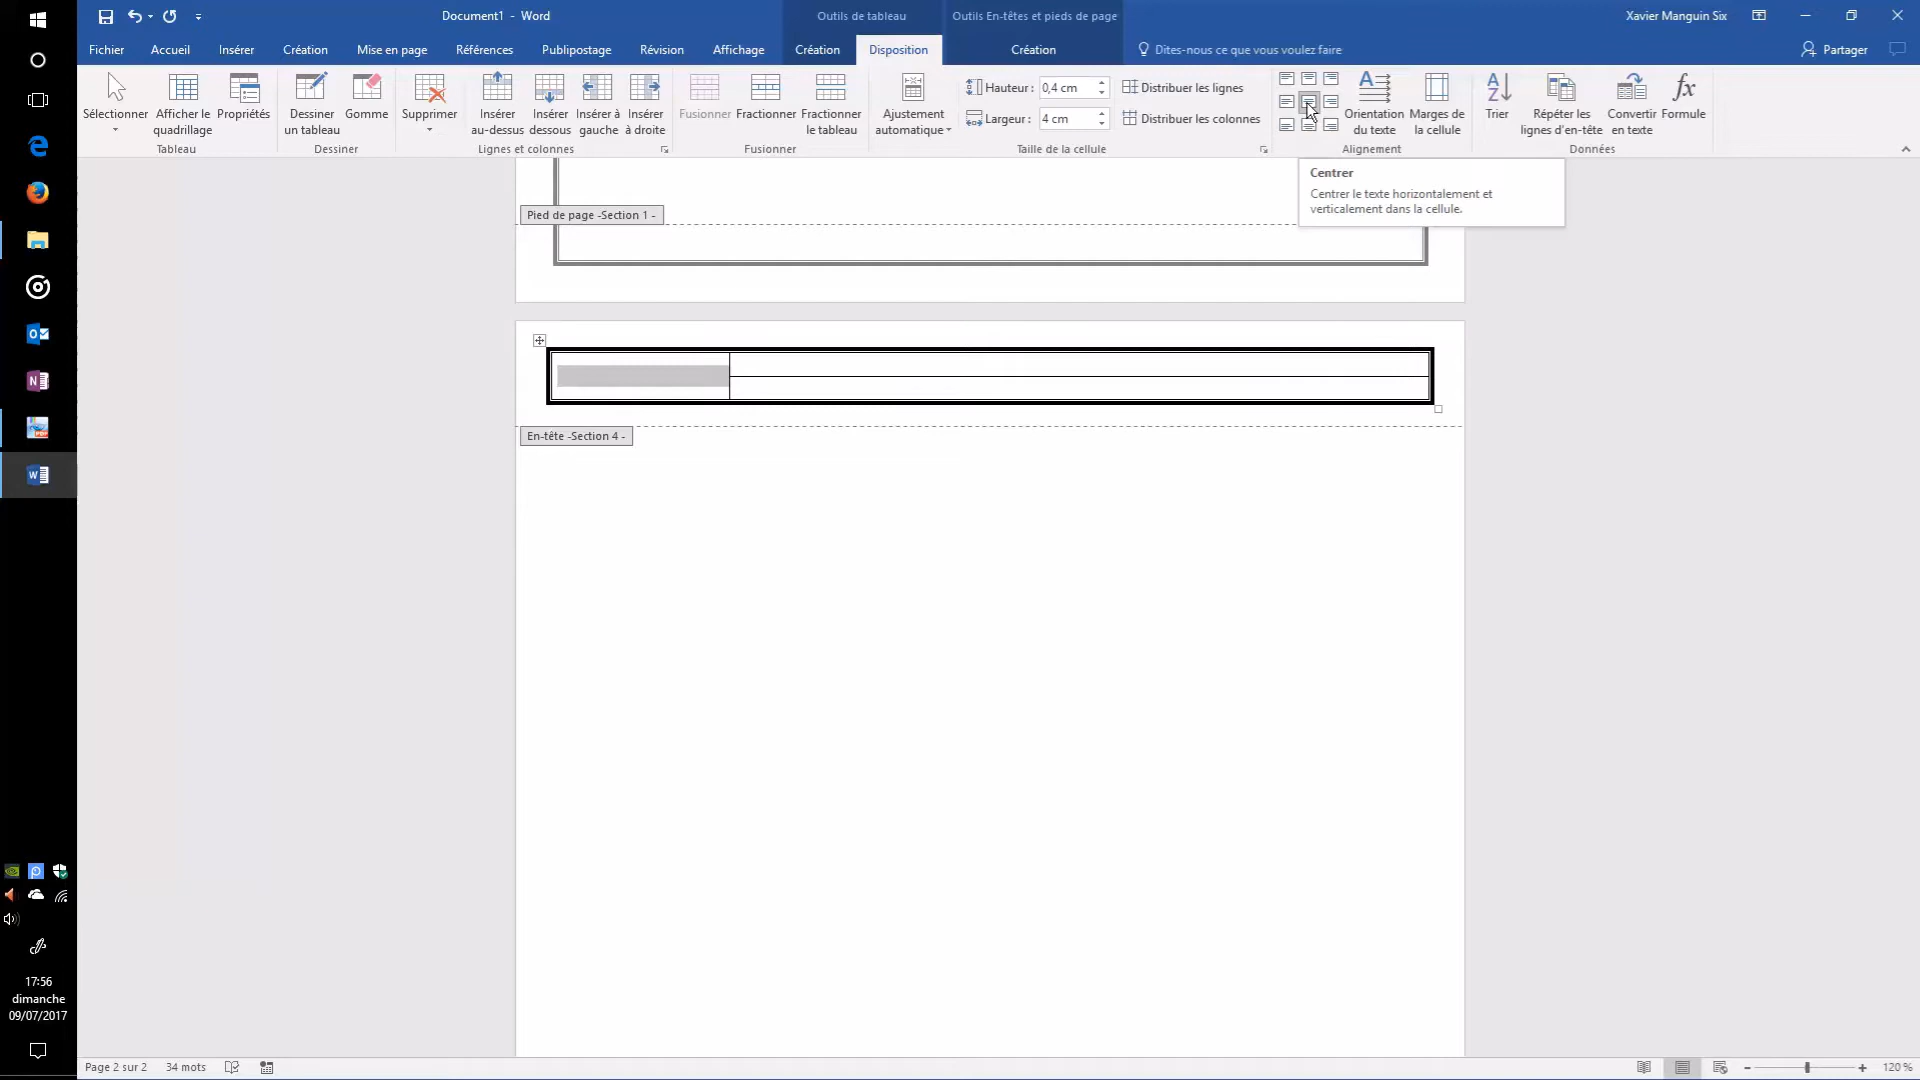 Document1 - Word
Outils de tableau
Outils En-têtes et pieds de page
Xavier Manguin Six
Fichier Accueil Insérer Création Mise en page Références Publipostage Révision Affichage Création Disposition Création Dites-nous ce que vous voulez faire Partager
Sélectionner
Afficher le quadrillage
Propriétés
Dessiner un tableau
Gomme
Supprimer
Insérer au-dessus
Insérer dessous
Insérer à gauche
Insérer à droite
Fusionner
Fractionner
Fractionner le tableau
Ajustement automatique
Hauteur : 0,4 cm
Largeur : 4 cm
Distribuer les lignes
Distribuer les colonnes
Orientation du texte
Marges de la cellule
Trier
Répéter les lignes d'en-tête
Convertir en texte
fx
Formule
Tableau
Dessiner
Lignes et colonnes
Fusionner
Taille de la cellule
Alignement
Données
Centrer
Centrer le texte horizontalement et
verticalement dans la cellule.
Pied de page -Section 1 -
En-tête -Section 4 -
17:56
dimanche
09/07/2017
Page 2 sur 2 34 mots
120 %